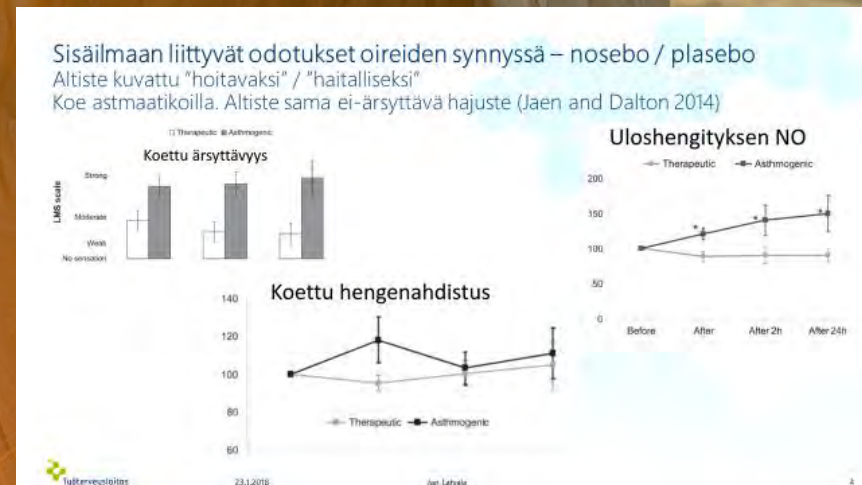 Sisäilmaan liittyvät odotukset oireiden synnyssä – nosebo / plasebo
Altiste kuvattu "hoitavaksi" / "haitalliseksi"
Koe astmaatikoilla. Altiste sama ei-ärsyttävä hajuste (Jaen and Dalton 2014)
Therapeutic Asthmogenic
Koettu ärsyttävyys
LMS scale
Strong
Moderate
Weak
No sensation
Uloshengityksen NO
Therapeutic Asthmogenic
200
150
100
50
0
* * *
Before After After 2h After 24h
Koettu hengenahdistus
140
120
100
80
60
Therapeutic Asthmogenic
Työterveyslaitos 23.1.2018 Jan Latvala